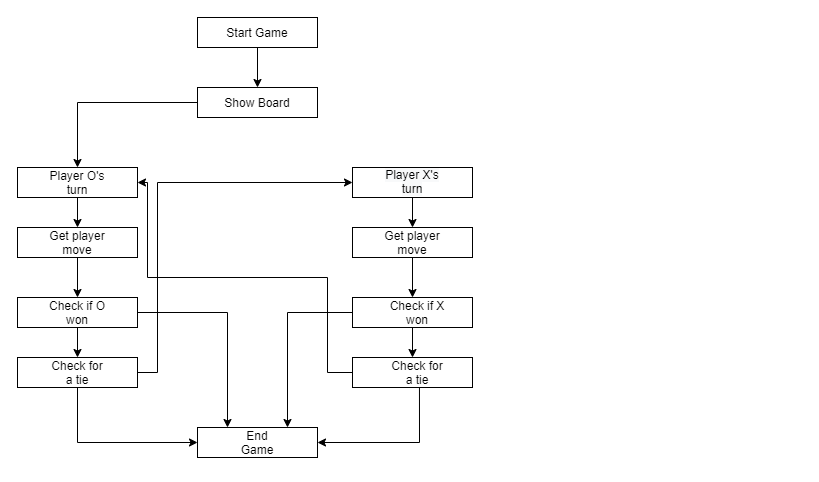 Start Game
Show Board
Player O's
turn
Player X's
turn
Get player
move
Get player
move
Check if O
won
Check if X
won
Check for
a tie
Check for
a tie
End
Game